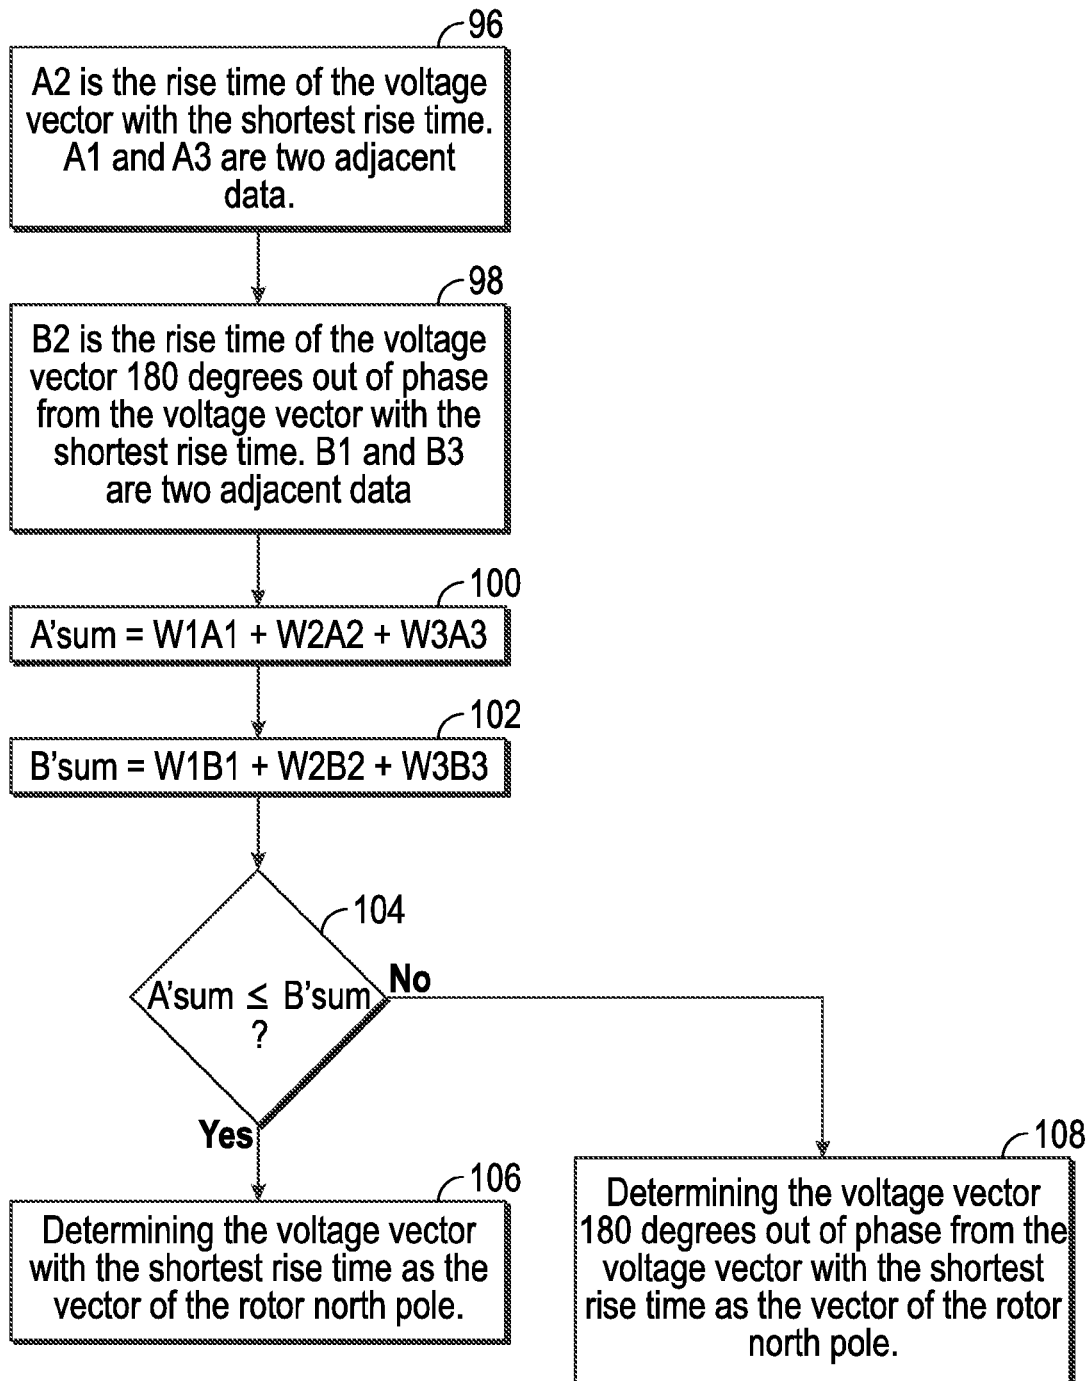 96
A2 is the rise time of the voltage
vector with the shortest rise time.
A1 and A3 are two adjacent
data.
98
B2 is the rise time of the voltage
vector 180 degrees out of phase
from the voltage vector with the
shortest rise time. B1 and B3
are two adjacent data
100
A'sum = W1A1 + W2A2 + W3A3
102
B'sum = W1B1 + W2B2 + W3B3
104
A'sum ≤ B'sum
?
No
Yes
106
Determining the voltage vector
with the shortest rise time as the
vector of the rotor north pole.
108
Determining the voltage vector
180 degrees out of phase from the
voltage vector with the shortest
rise time as the vector of the rotor
north pole.